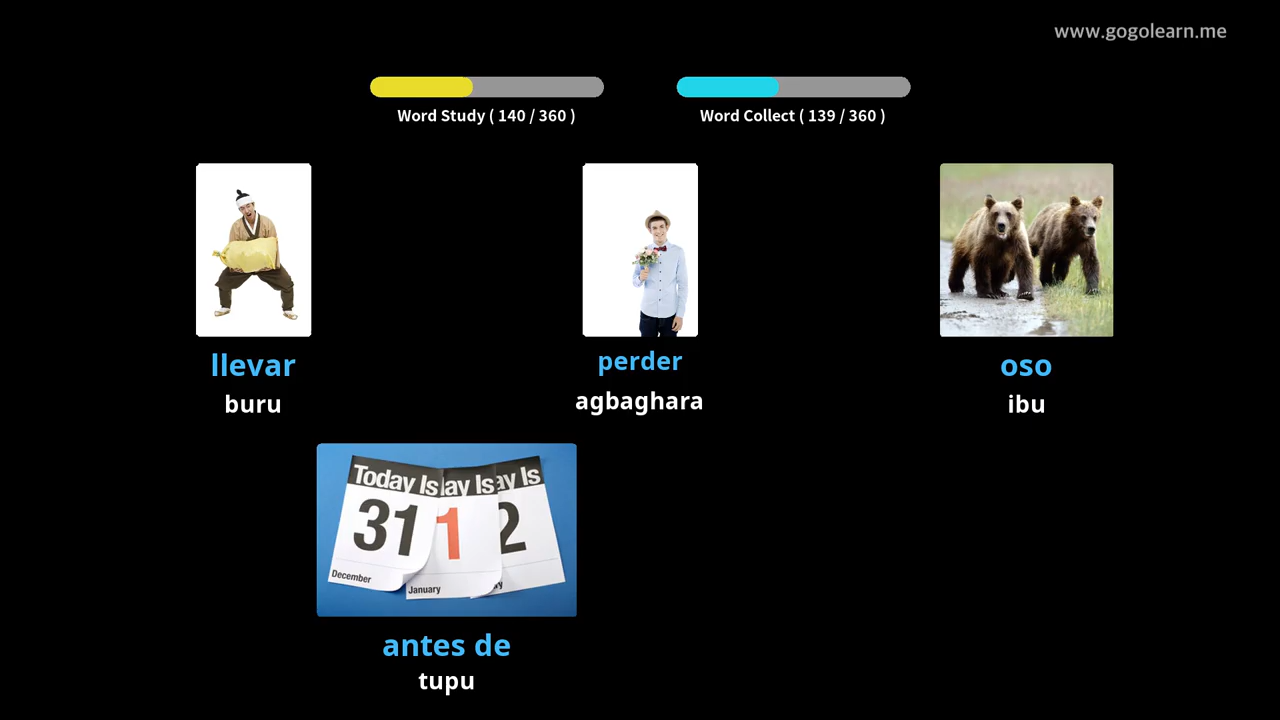 www.gogolearn.me
Word Study ( 140 / 360 )
Word Collect ( 139 / 360 )
llevar
buru
perder
agbaghara
oso
ibu
Today Is
31
December
ay Is
1
January
ay Is
2
antes de
tupu